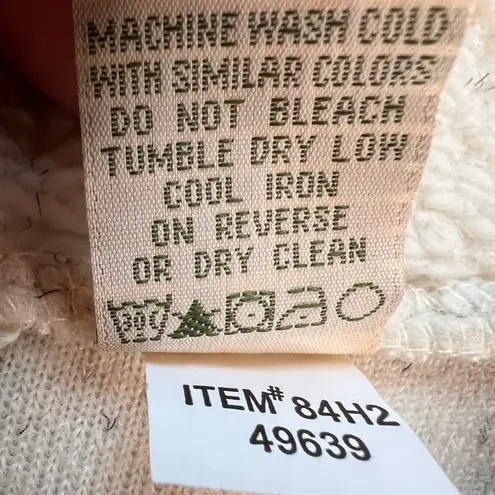 MACHINE WASH COLD
WITH SIMILAR COLORS
DO NOT BLEACH
TUMBLE DRY LOW
COOL IRON
ON REVERSE
OR DRY CLEAN
ITEM# 84H2
49639